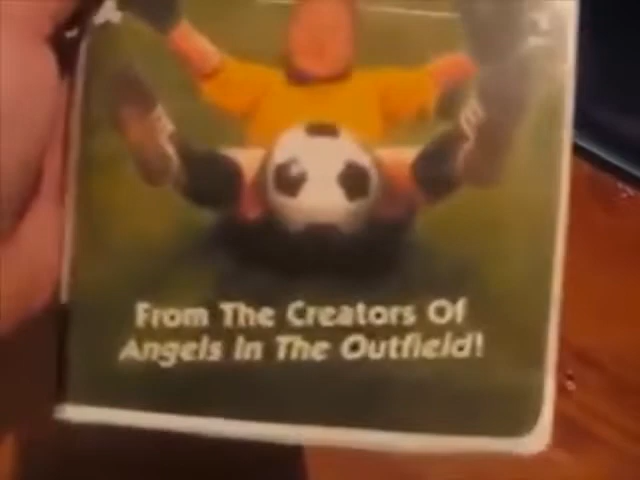 From The Creators Of
Angels In The Outfield!